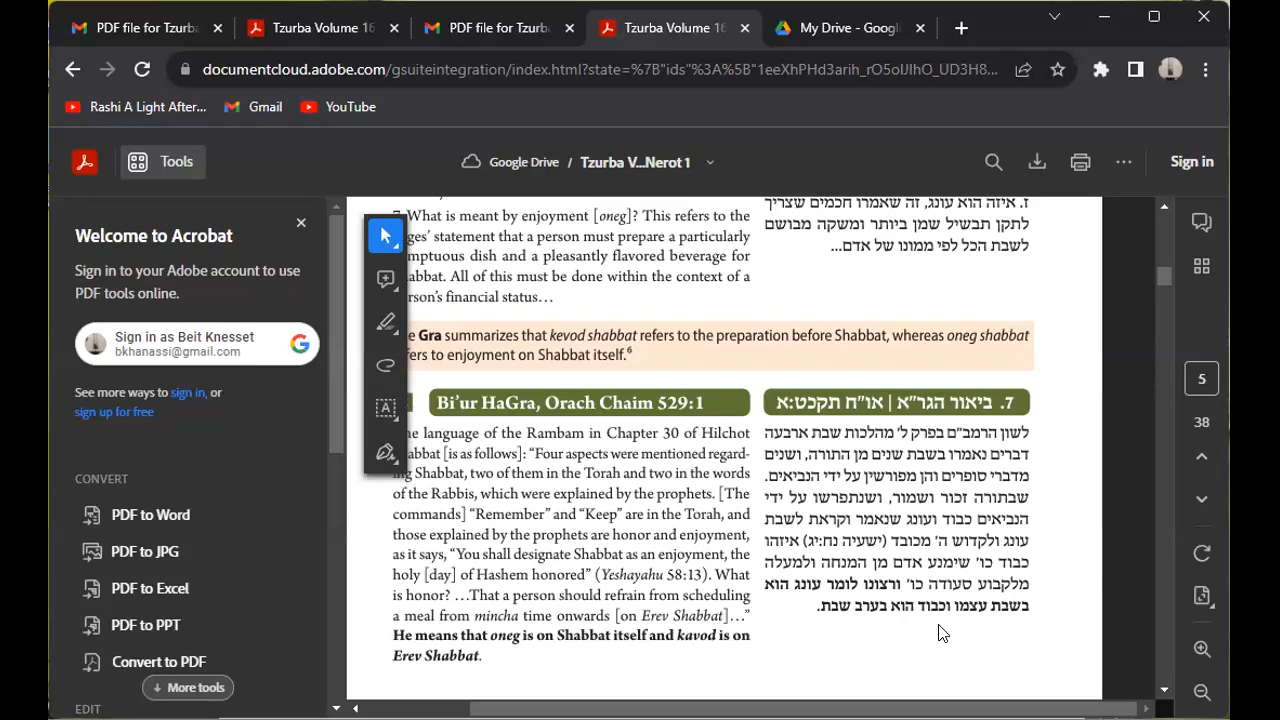 PDF file for Tzurba
Tzurba Volume 16
PDF file for Tzurba
Tzurba Volume 16
My Drive - Google
documentcloud.adobe.com/gsuiteintegration/index.html?state=%7B"ids"%3A%5B"1eeXhPHd3arih_rO5oIJIhO_UD3H8...
Rashi A Light After...
Gmail
YouTube
Tools
Google Drive / Tzurba V...Nerot 1
Sign in
Welcome to Acrobat
Sign in to your Adobe account to use
PDF tools online.
Sign in as Beit Knesset
bkhanassi@gmail.com
See more ways to sign in, or
sign up for free
CONVERT
PDF to Word
PDF to JPG
PDF to Excel
PDF to PPT
Convert to PDF
More tools
EDIT
What is meant by enjoyment [oneg]? This refers to the
ges' statement that a person must prepare a particularly
mptuous dish and a pleasantly flavored beverage for
abbat. All of this must be done within the context of a
rson's financial status…
ז. איזה הוא עונג, זה שאמרו חכמים שצריך
לתקן תבשיל שמן ביותר ומשקה מבושם
לשבת הכל לפי ממונו של אדם...
e Gra summarizes that kevod shabbat refers to the preparation before Shabbat, whereas oneg shabbat
fers to enjoyment on Shabbat itself.6
Bi'ur HaGra, Orach Chaim 529:1
he language of the Rambam in Chapter 30 of Hilchot
abbat [is as follows]: "Four aspects were mentioned regard-
ing Shabbat, two of them in the Torah and two in the words
of the Rabbis, which were explained by the prophets. [The
commands] "Remember" and "Keep" are in the Torah, and
those explained by the prophets are honor and enjoyment,
as it says, "You shall designate Shabbat as an enjoyment, the
holy [day] of Hashem honored" (Yeshayahu 58:13). What
is honor? …That a person should refrain from scheduling
a meal from mincha time onwards [on Erev Shabbat]…"
He means that oneg is on Shabbat itself and kavod is on
Erev Shabbat.
7. ביאור הגר"א | או"ח תקכט:א
לשון הרמב"ם בפרק ל' מהלכות שבת ארבעה
דברים נאמרו בשבת שנים מן התורה, ושנים
מדברי סופרים והן מפורשין על ידי הנביאים.
שבתורה זכור ושמור, ושנתפרשו על ידי
הנביאים כבוד ועונג שנאמר וקראת לשבת
עונג ולקדוש ה' מכובד (ישעיה נח:יג) איזהו
כבוד כו' שימנע אדם מן המנחה ולמעלה
מלקבוע סעודה כו' ורצונו לומר עונג הוא
בשבת עצמו וכבוד הוא בערב שבת.
5
38